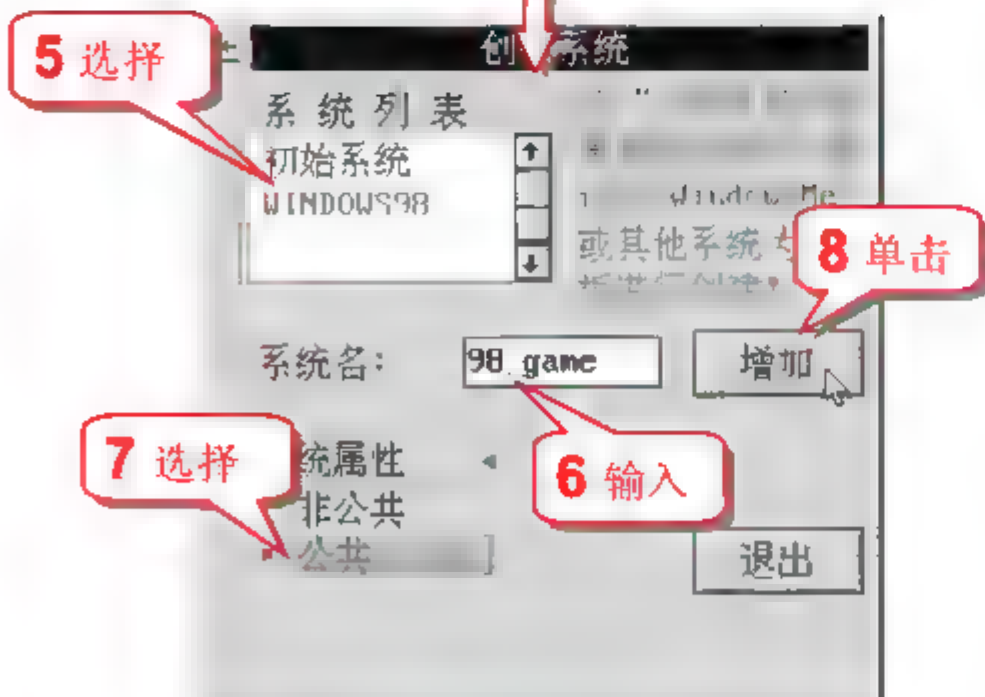 5 选择
创 系统
系统列表
初始系统
WINDOWS98
Window Me
或其他系统
8 单击
系统名:
98 game
增加
7 选择
统属性
6 输入
非公共
公共
退出